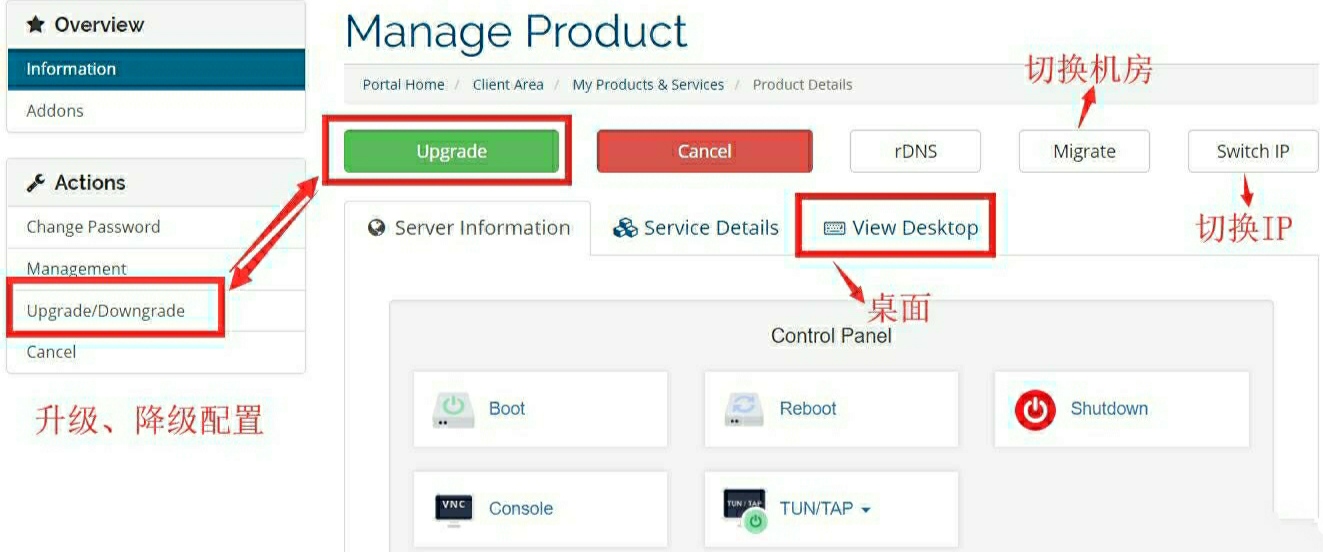 Overview
Information
Addons
Actions
Change Password
Management
Upgrade/Downgrade
Cancel
升级、降级配置
Manage Product
Portal Home / Client Area / My Products & Services / Product Details
切换机房
Upgrade
Cancel
rDNS
Migrate
Switch IP
切换IP
Server Information
Service Details
View Desktop
桌面
Control Panel
Boot
Reboot
Shutdown
VNC
Console
TUN / TAP
TUN/TAP